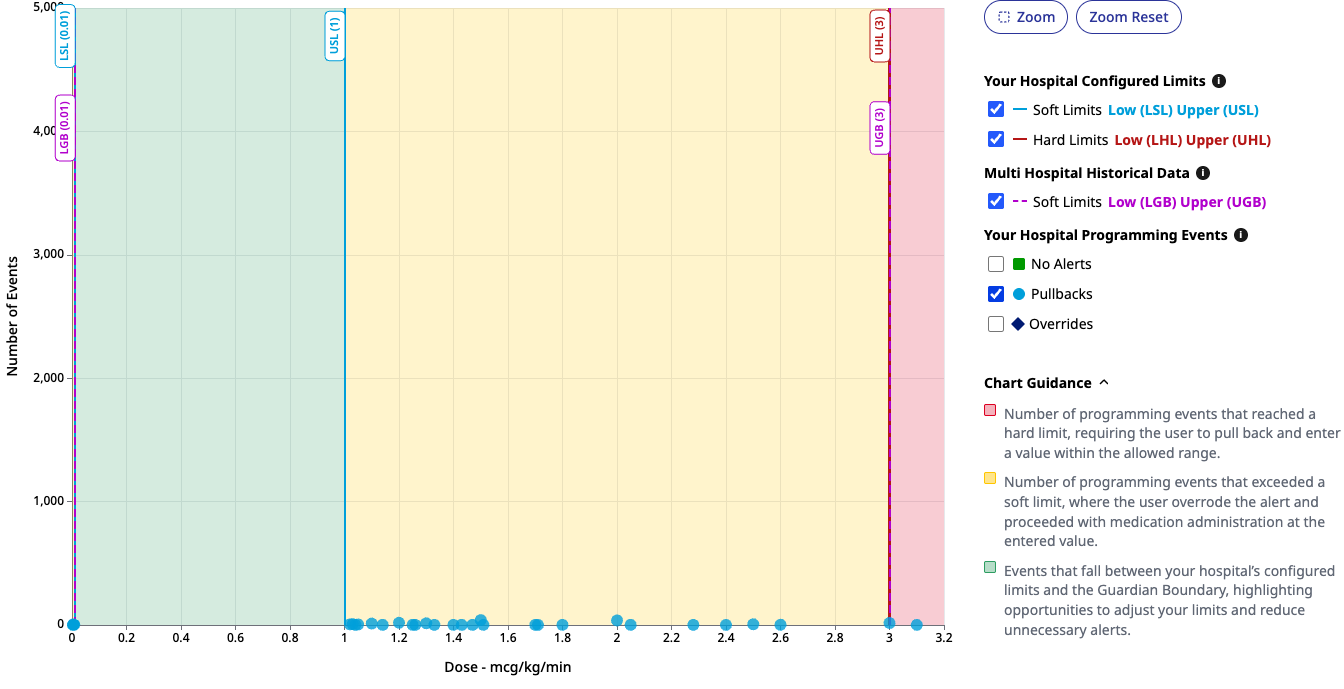 5,000
4,000
3,000
2,000
1,000
0
Number of Events
LSL (0.01)
LGB (0.01)
USL (1)
UHL (3)
UGB (3)
0
0.2
0.4
0.6
0.8
1
1.2
1.4
1.6
1.8
2
2.2
2.4
2.6
2.8
3
3.2
Dose - mcg/kg/min
Zoom
Zoom Reset
Your Hospital Configured Limits
Soft Limits Low (LSL) Upper (USL)
Hard Limits Low (LHL) Upper (UHL)
Multi Hospital Historical Data
Soft Limits Low (LGB) Upper (UGB)
Your Hospital Programming Events
No Alerts
Pullbacks
Overrides
Chart Guidance
Number of programming events that reached a
hard limit, requiring the user to pull back and enter
a value within the allowed range.
Number of programming events that exceeded a
soft limit, where the user overrode the alert and
proceeded with medication administration at the
entered value.
Events that fall between your hospital’s configured
limits and the Guardian Boundary, highlighting
opportunities to adjust your limits and reduce
unnecessary alerts.